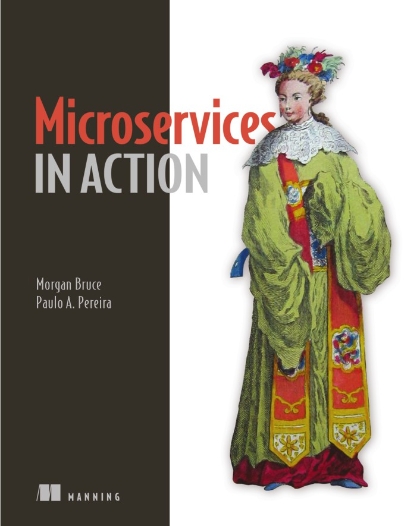 Microservices
IN ACTION
Morgan Bruce
Paulo A. Pereira
MANNING